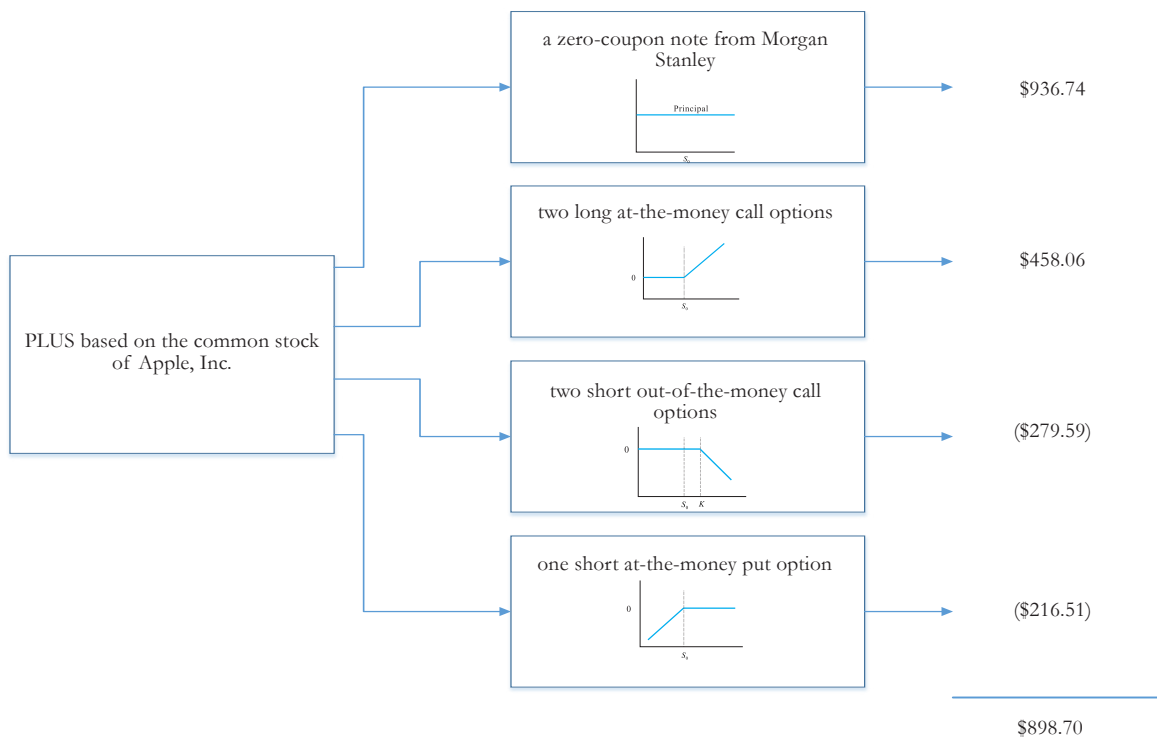 a zero-coupon note from Morgan
Stanley
Principal
S₀
$936.74
two long at-the-money call options
0
S₀
$458.06
PLUS based on the common stock
of Apple, Inc.
two short out-of-the-money call
options
0
S₀ K
($279.59)
one short at-the-money put option
0
S₀
($216.51)
$898.70